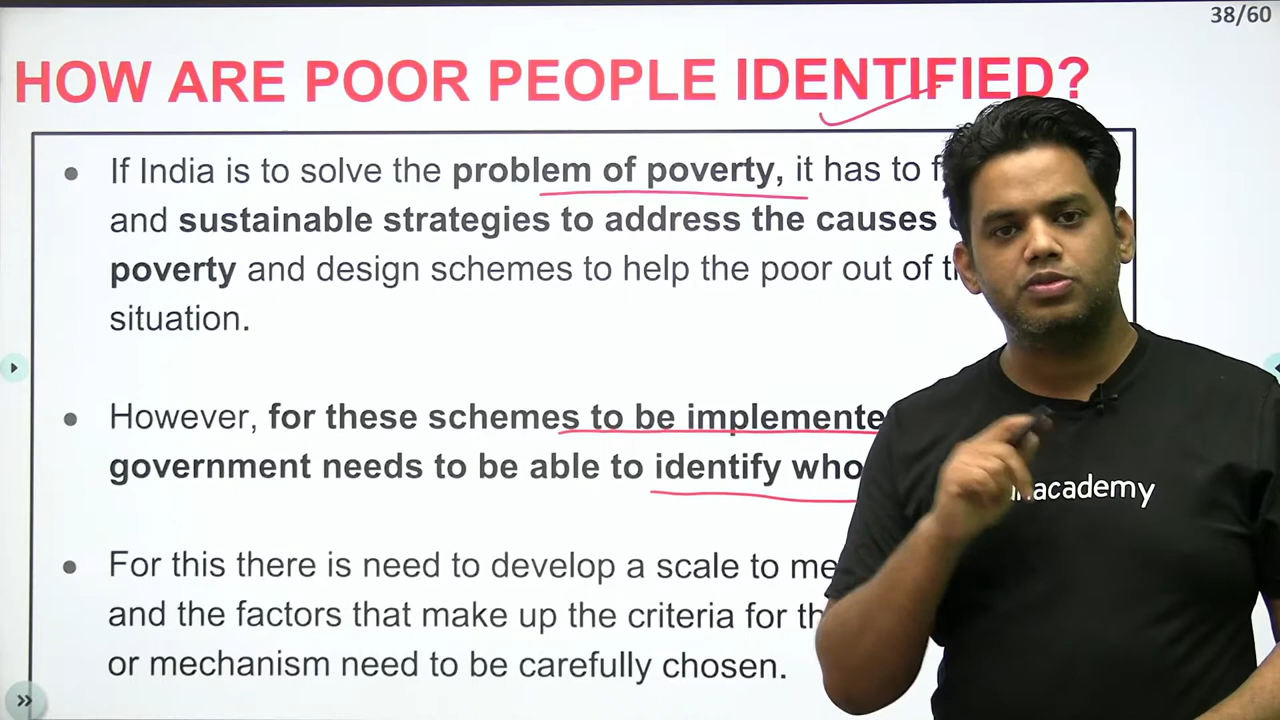 38/60
HOW ARE POOR PEOPLE IDENTIFIED?
If India is to solve the problem of poverty, it has to
and sustainable strategies to address the causes
poverty and design schemes to help the poor out of
situation.
However, for these schemes to be
government needs to be able to identify who
For this there is need to develop a scale to
and the factors that make up the criteria for
or mechanism need to be carefully chosen.